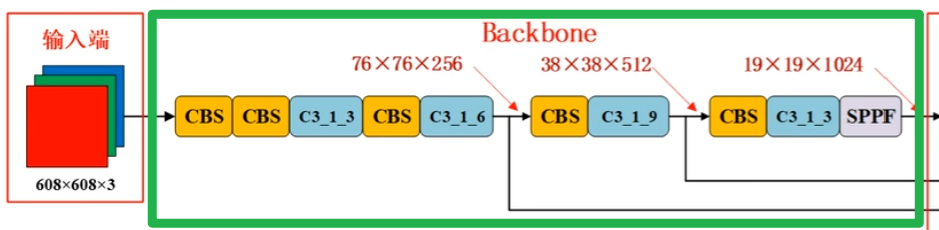 输入端
608×608×3
Backbone
76×76×256
38×38×512
19×19×1024
CBS CBS C3_1_3 CBS C3_1_6 CBS C3_1_9 CBS C3_1_3 SPPF